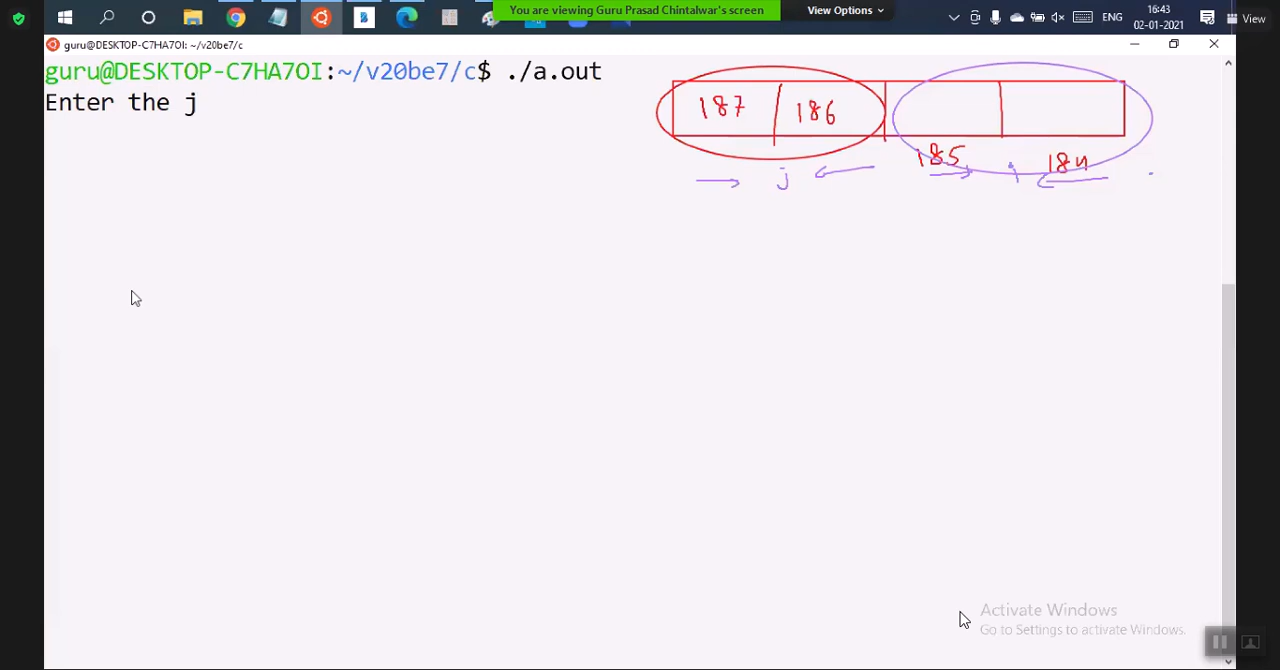 You are viewing Guru Prasad Chintalwar's screen
View Options
ENG
16:43
02-01-2021
View
guru@DESKTOP-C7HA7OI: ~/v20be7/c
guru@DESKTOP-C7HA7OI:~/v20be7/c$ ./a.out
Enter the j
187 186
185 184
j
Activate Windows
Go to Settings to activate Windows.